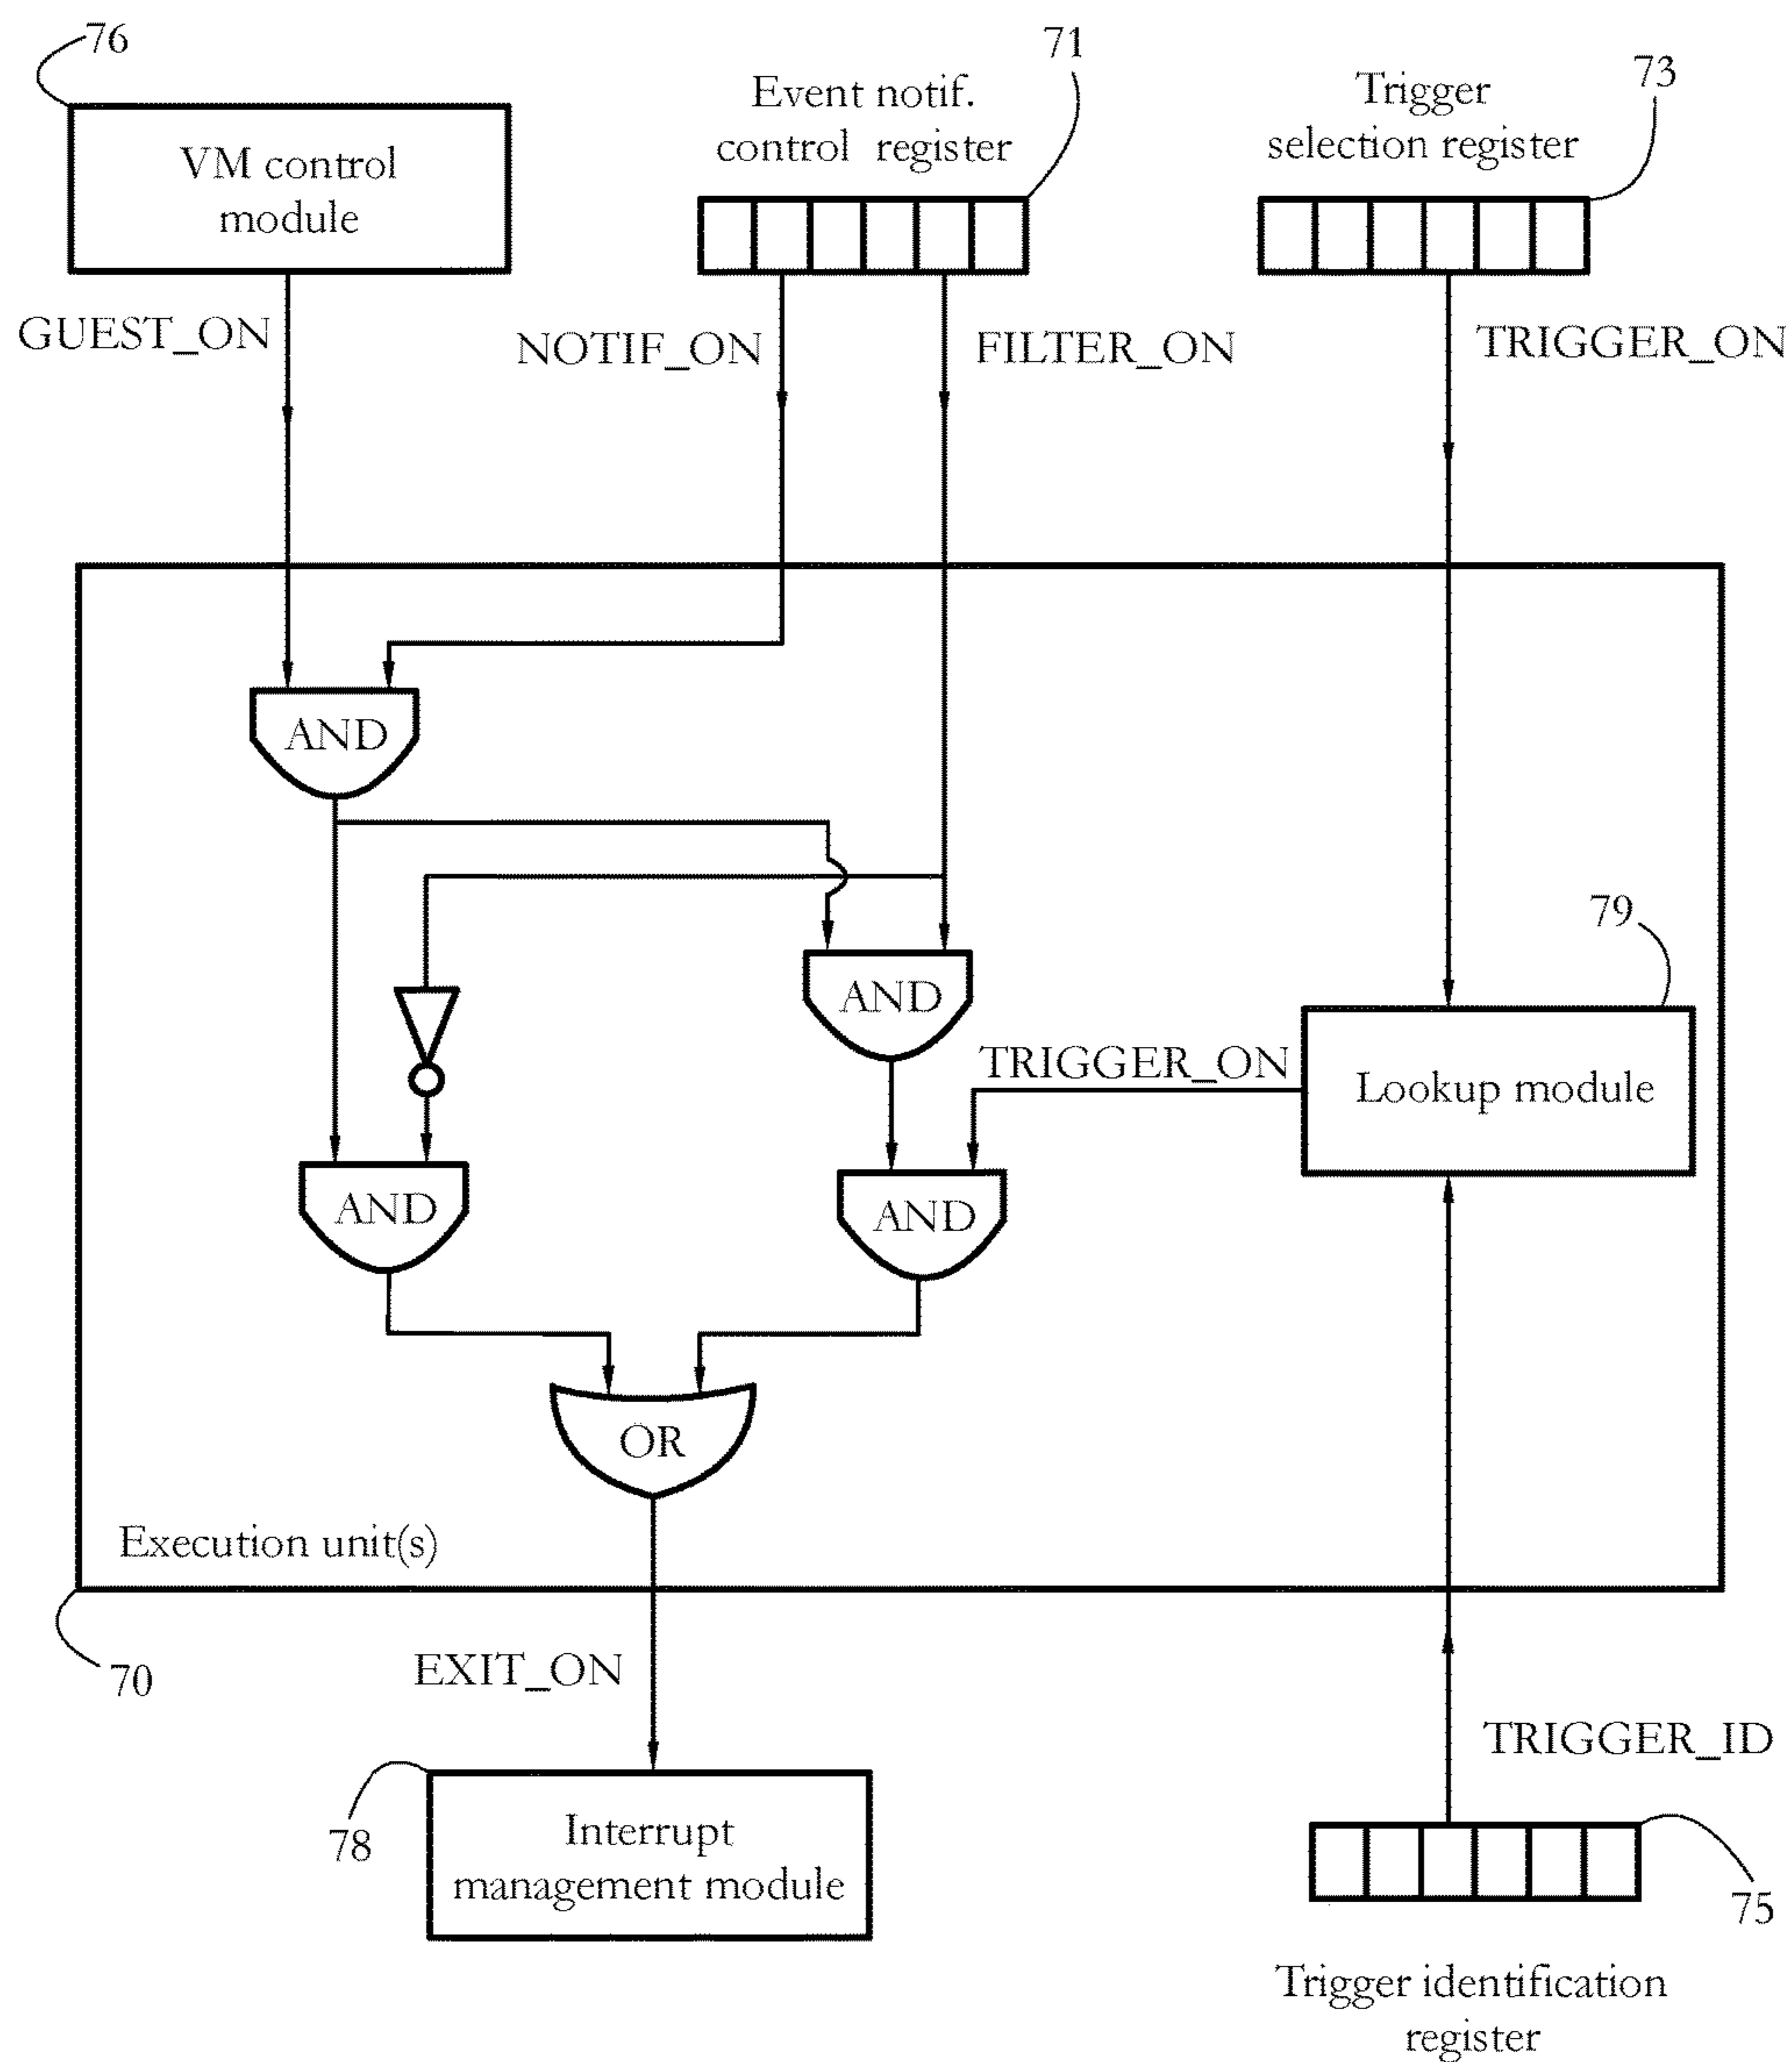 76
VM control
module
Event notif.
control register
71
Trigger
selection register
73
GUEST_ON
NOTIF_ON
FILTER_ON
TRIGGER_ON
AND
AND
79
TRIGGER_ON
Lookup module
AND
AND
OR
Execution unit(s)
70
EXIT_ON
TRIGGER_ID
78
Interrupt
management module
75
Trigger identification
register